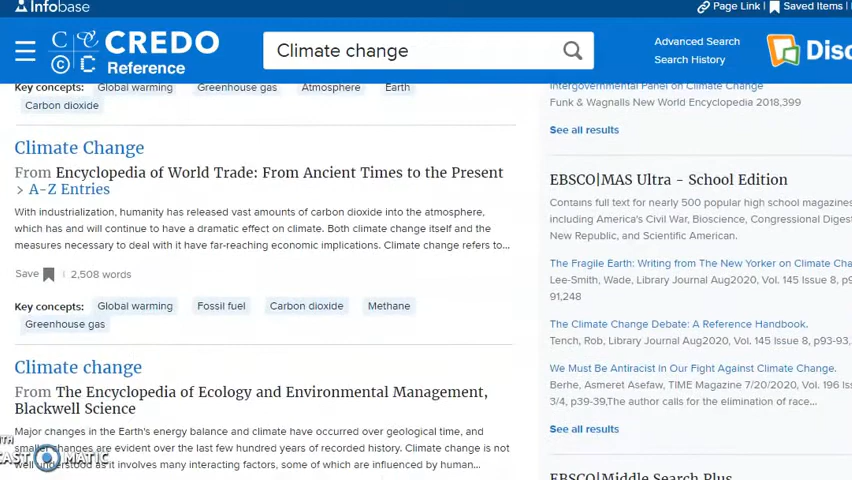 Infobase
Page Link |
Saved Items |
CREDO
Reference
Climate change
Advanced Search
Search History
Key concepts: Global warming Greenhouse gas Atmosphere Earth
Carbon dioxide
Climate Change
From Encyclopedia of World Trade: From Ancient Times to the Present
> A-Z Entries
With industrialization, humanity has released vast amounts of carbon dioxide into the atmosphere,
which has and will continue to have a dramatic effect on climate. Both climate change itself and the
measures necessary to deal with it have far-reaching economic implications. Climate change refers to...
Save | 2,508 words
Key concepts: Global warming Fossil fuel Carbon dioxide Methane
Greenhouse gas
Climate change
From The Encyclopedia of Ecology and Environmental Management,
Blackwell Science
Major changes in the Earth's energy balance and climate have occurred over geological time, and
smaller changes are evident over the last few hundred years of recorded history. Climate change is not
well understood as it involves many interacting factors, some of which are influenced by human...
Intergovernmental Panel on Climate Change
Funk & Wagnalls New World Encyclopedia 2018,399
See all results
EBSCO|MAS Ultra - School Edition
Contains full text for nearly 500 popular high school magazines
including America's Civil War, Bioscience, Congressional Digest
New Republic, and Scientific American.
The Fragile Earth: Writing from The New Yorker on Climate Cha
Lee-Smith, Wade, Library Journal Aug2020, Vol. 145 Issue 8, p9
91,248
The Climate Change Debate: A Reference Handbook.
Tench, Rob, Library Journal Aug2020, Vol. 145 Issue 8, p93-93,
We Must Be Antiracist in Our Fight Against Climate Change.
Berhe, Asmeret Asefaw, TIME Magazine 7/20/2020, Vol. 196 Iss
3/4, p39-39,The author calls for the elimination of race...
See all results
EBSCO|Middle Search Plus